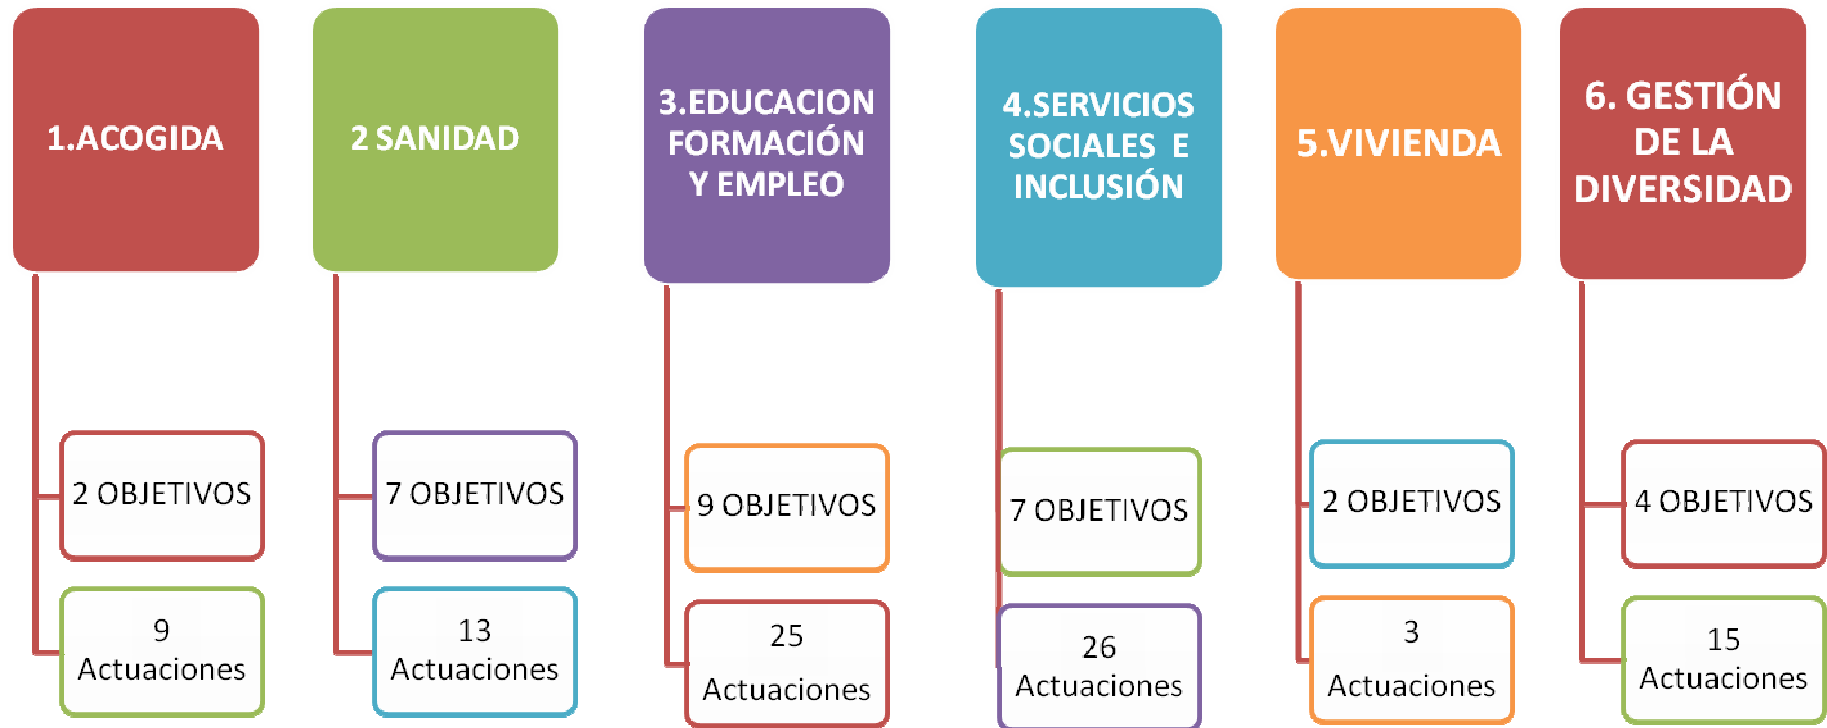 1.ACOGIDA
2 OBJETIVOS
9
Actuaciones
2 SANIDAD
7 OBJETIVOS
13
Actuaciones
3.EDUCACION
FORMACIÓN
Y EMPLEO
9 OBJETIVOS
25
Actuaciones
4.SERVICIOS
SOCIALES E
INCLUSIÓN
7 OBJETIVOS
26
Actuaciones
5.VIVIENDA
2 OBJETIVOS
3
Actuaciones
6. GESTIÓN
DE LA
DIVERSIDAD
4 OBJETIVOS
15
Actuaciones